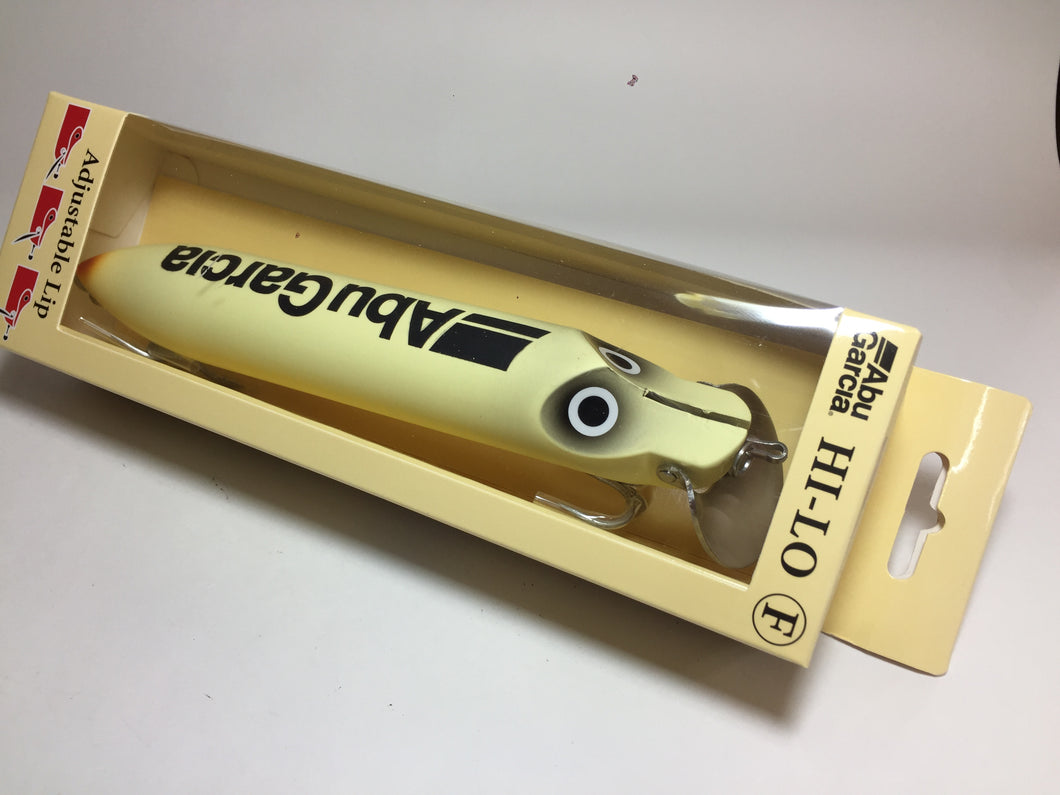 Adjustable Lip
AbuGarcia
Abu
Garcia®
HI-LO
F